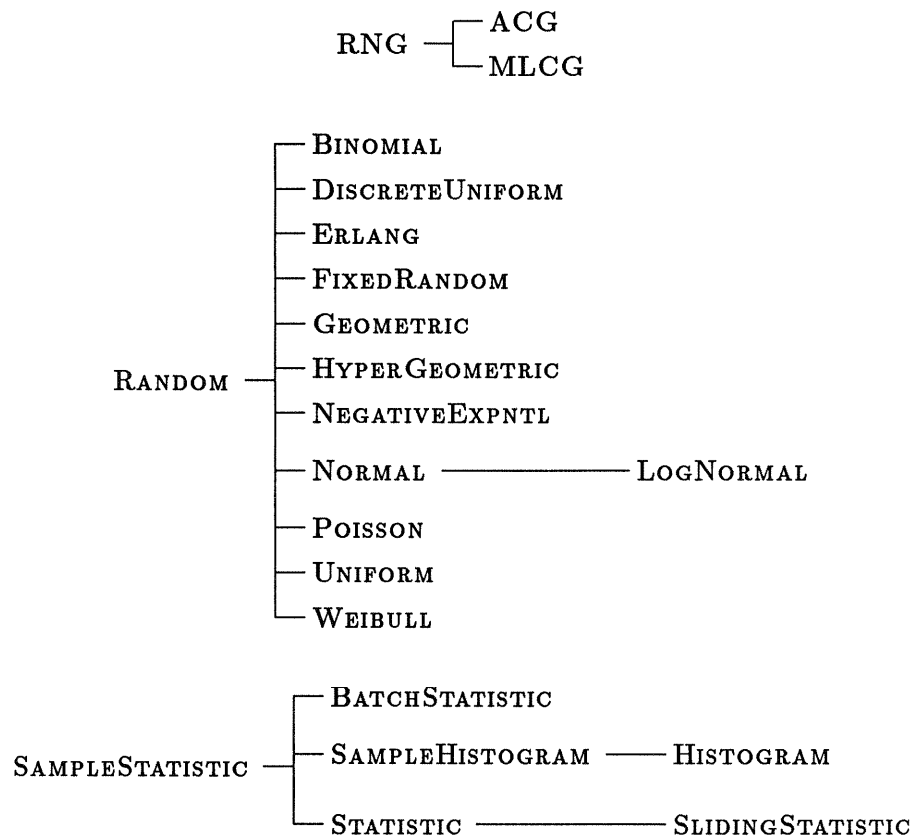 ACG
RNG
MLCG
BINOMIAL
DISCRETEUNIFORM
ERLANG
FIXEDRANDOM
GEOMETRIC
HYPERGEOMETRIC
RANDOM
NEGATIVEEXPNTL
NORMAL LOGNORMAL
POISSON
UNIFORM
WEIBULL
BATCHSTATISTIC
SAMPLEHISTOGRAM HISTOGRAM
SAMPLESTATISTIC
STATISTIC SLIDINGSTATISTIC